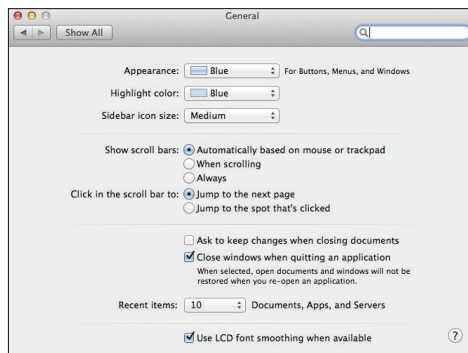 General
Show All
Appearance: Blue For Buttons, Menus, and Windows
Highlight color: Blue
Sidebar icon size: Medium
Show scroll bars: Automatically based on mouse or trackpad
When scrolling
Always
Click in the scroll bar to: Jump to the next page
Jump to the spot that's clicked
Ask to keep changes when closing documents
Close windows when quitting an application
When selected, open documents and windows will not be
restored when you re-open an application.
Recent items: 10 Documents, Apps, and Servers
Use LCD font smoothing when available
?